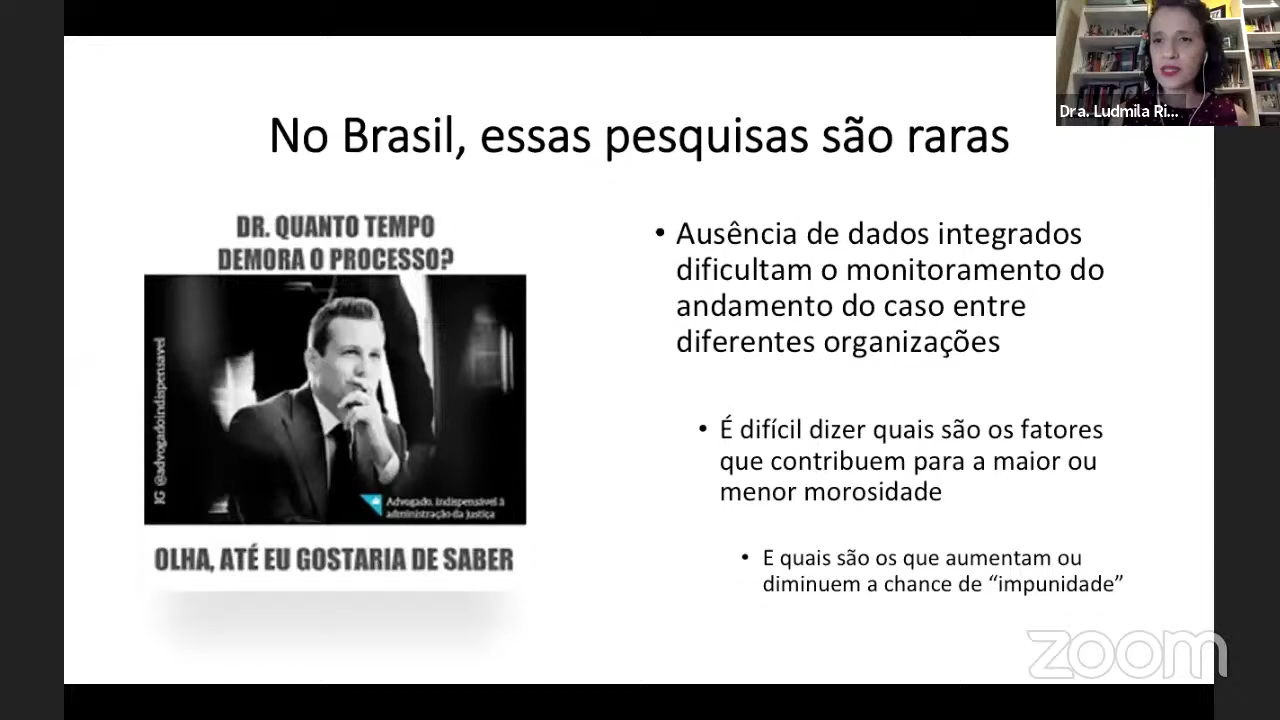 Dra. Ludmila Ri...
No Brasil, essas pesquisas são raras
DR. QUANTO TEMPO
DEMORA O PROCESSO?
IG @advogadoindispensavel
Advogado, indispensável à
administração da Justiça
OLHA, ATÉ EU GOSTARIA DE SABER
• Ausência de dados integrados
dificultam o monitoramento do
andamento do caso entre
diferentes organizações
• É difícil dizer quais são os fatores
que contribuem para a maior ou
menor morosidade
• E quais são os que aumentam ou
diminuem a chance de “impunidade”
zoom